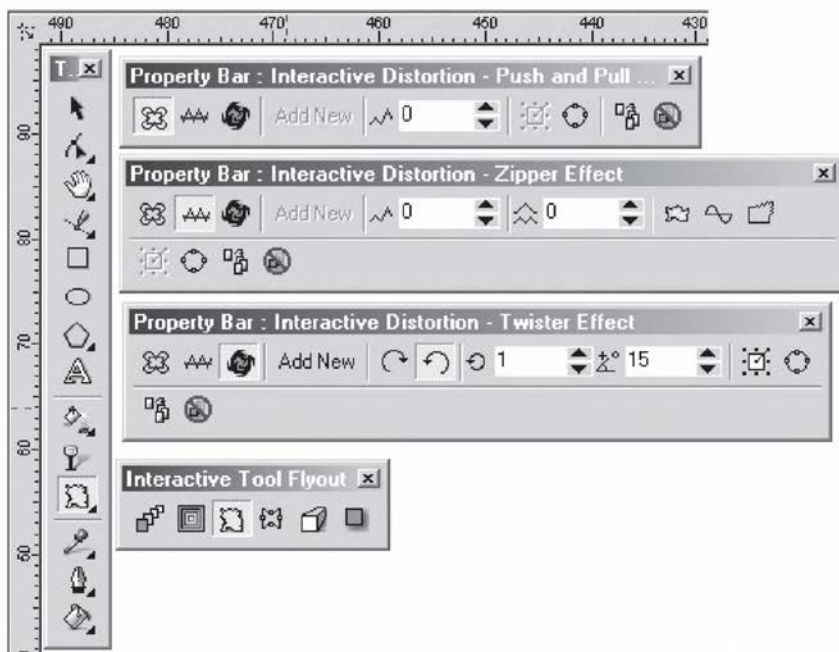 490 480 470 460 450 440 430
T...
Property Bar : Interactive Distortion - Push and Pull ...
Add New 0
90
Property Bar : Interactive Distortion - Zipper Effect
Add New 0 0
80
Property Bar : Interactive Distortion - Twister Effect
70
Add New 1 15
60
Interactive Tool Flyout
50